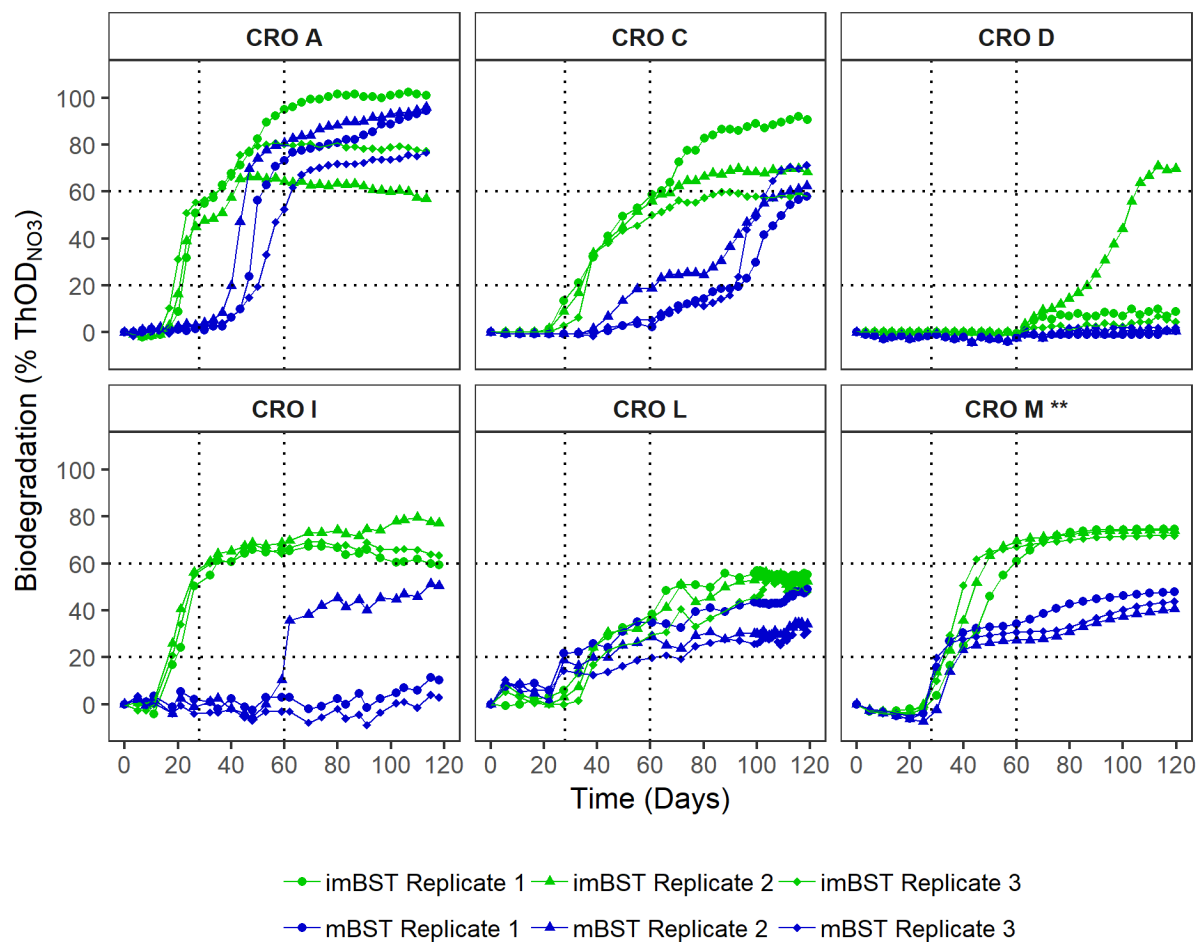 CRO A CRO C CRO D
100
80
60
40
20
0
CRO I CRO L CRO M **
100
80
60
40
20
0
Biodegradation (% ThOD_NO3)
0 20 40 60 80 100 120 0 20 40 60 80 100 120 0 20 40 60 80 100 120
Time (Days)
imBST Replicate 1 imBST Replicate 2 imBST Replicate 3
mBST Replicate 1 mBST Replicate 2 mBST Replicate 3